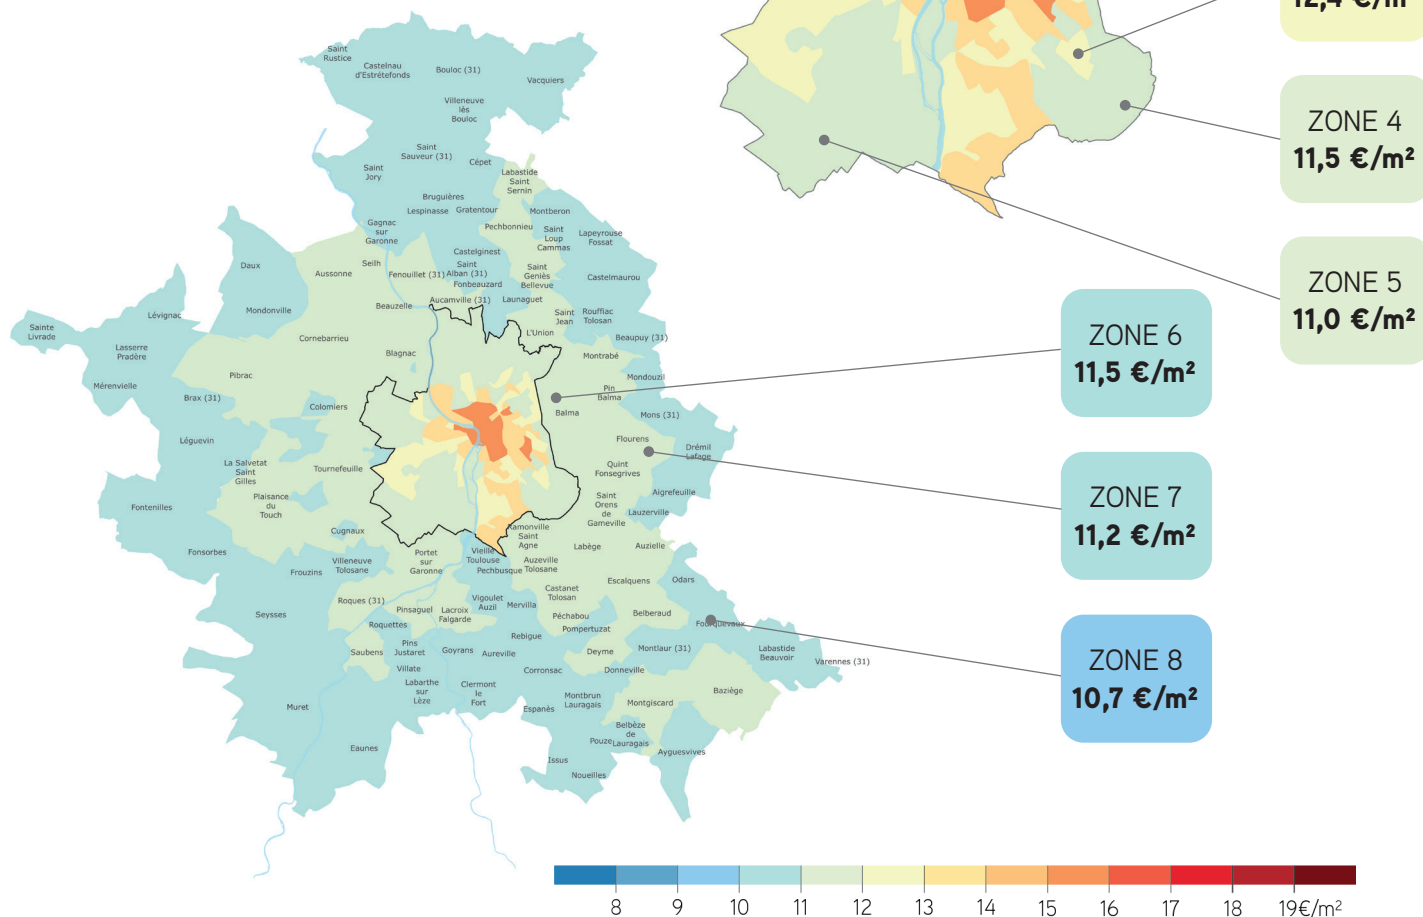 12,4 €/m²
ZONE 4
11,5 €/m²
ZONE 5
11,0 €/m²
ZONE 6
11,5 €/m²
ZONE 7
11,2 €/m²
ZONE 8
10,7 €/m²
Saint
Rustice
Castelnau
d'Estrétefonds
Bouloc (31)
Vacquiers
Villeneuve
lès
Bouloc
Saint
Sauveur (31)
Cépet
Saint
Jory
Labastide
Saint
Sernin
Bruguières
Lespinasse
Gratentour
Montberon
Gagnac
sur
Garonne
Pechbonnieu
Saint
Loup
Cammas
Lapeyrouse
Fossat
Castelginest
Daux
Aussonne
Seilh
Fenouillet (31)
Saint
Alban (31)
Fonbeauzard
Saint
Geniès
Bellevue
Castelmaurou
Mondonville
Beauzelle
Aucamville (31)
Launaguet
Lévignac
Saint
Jean
Rouffiac
Tolosan
Sainte
Livrade
Cornebarrieu
L'Union
Beaupuy (31)
Lasserre
Pradère
Blagnac
Montrabé
Mérenvielle
Pibrac
Mondouzil
Brax (31)
Pin
Balma
Colomiers
Balma
Mons (31)
Léguevin
Flourens
Drémil
Lafage
La Salvetat
Saint
Gilles
Tournefeuille
Quint
Fonsegrives
Plaisance
du
Touch
Aigrefeuille
Fontenilles
Saint
Orens
de
Gameville
Lauzerville
Cugnaux
Ramonville
Saint
Agne
Fonsorbes
Labège
Auzielle
Portet
sur
Garonne
Vieille
Toulouse
Villeneuve
Tolosane
Pechbusque
Auzeville
Tolosane
Frouzins
Escalquens
Odars
Castanet
Tolosan
Roques (31)
Vigoulet
Auzil
Mervilla
Seysses
Pinsaguel
Lacroix
Falgarde
Péchabou
Belberaud
Roquettes
Pompertuzat
Fourquevaux
Rebigue
Pins
Justaret
Goyrans
Aureville
Saubens
Deyme
Montlaur (31)
Labastide
Beauvoir
Varennes (31)
Villate
Corronsac
Donneville
Labarthe
sur
Lèze
Clermont
le
Fort
Baziège
Montbrun
Lauragais
Montgiscard
Muret
Espanès
Belbèze
de
Lauragais
Pouze
Eaunes
Ayguesvives
Issus
Noueilles
8 9 10 11 12 13 14 15 16 17 18 19€/m²